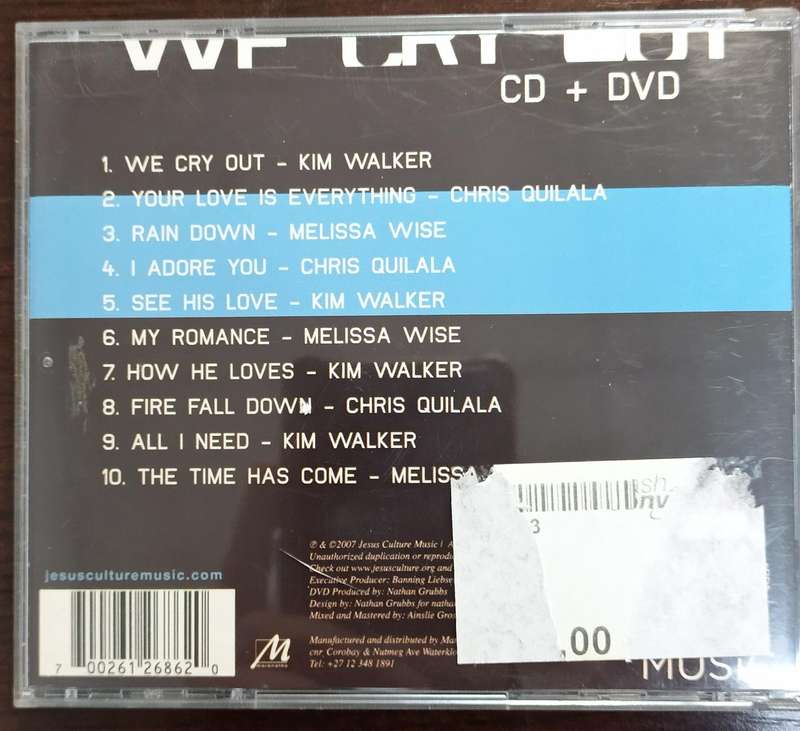 WE CRY OUT
CD + DVD
1. WE CRY OUT – KIM WALKER
2. YOUR LOVE IS EVERYTHING – CHRIS QUILALA
3. RAIN DOWN – MELISSA WISE
4. I ADORE YOU – CHRIS QUILALA
5. SEE HIS LOVE – KIM WALKER
6. MY ROMANCE – MELISSA WISE
7. HOW HE LOVES – KIM WALKER
8. FIRE FALL DOWN – CHRIS QUILALA
9. ALL I NEED – KIM WALKER
10. THE TIME HAS COME – MELISSA
3
.00
℗ & ©2007 Jesus Culture Music |
Unauthorized duplication or
Check out www.jesusculture.org and
Executive Producer: Banning
DVD Produced by: Nathan Grubbs
Design by: Nathan Grubbs for
Mixed and Mastered by: Ainslie
Manufactured and distributed by
cnr. Corobay & Nutmeg Ave
Tel: +27 12 348 1891
jesusculturemusic.com
7 00261 26862 0
M